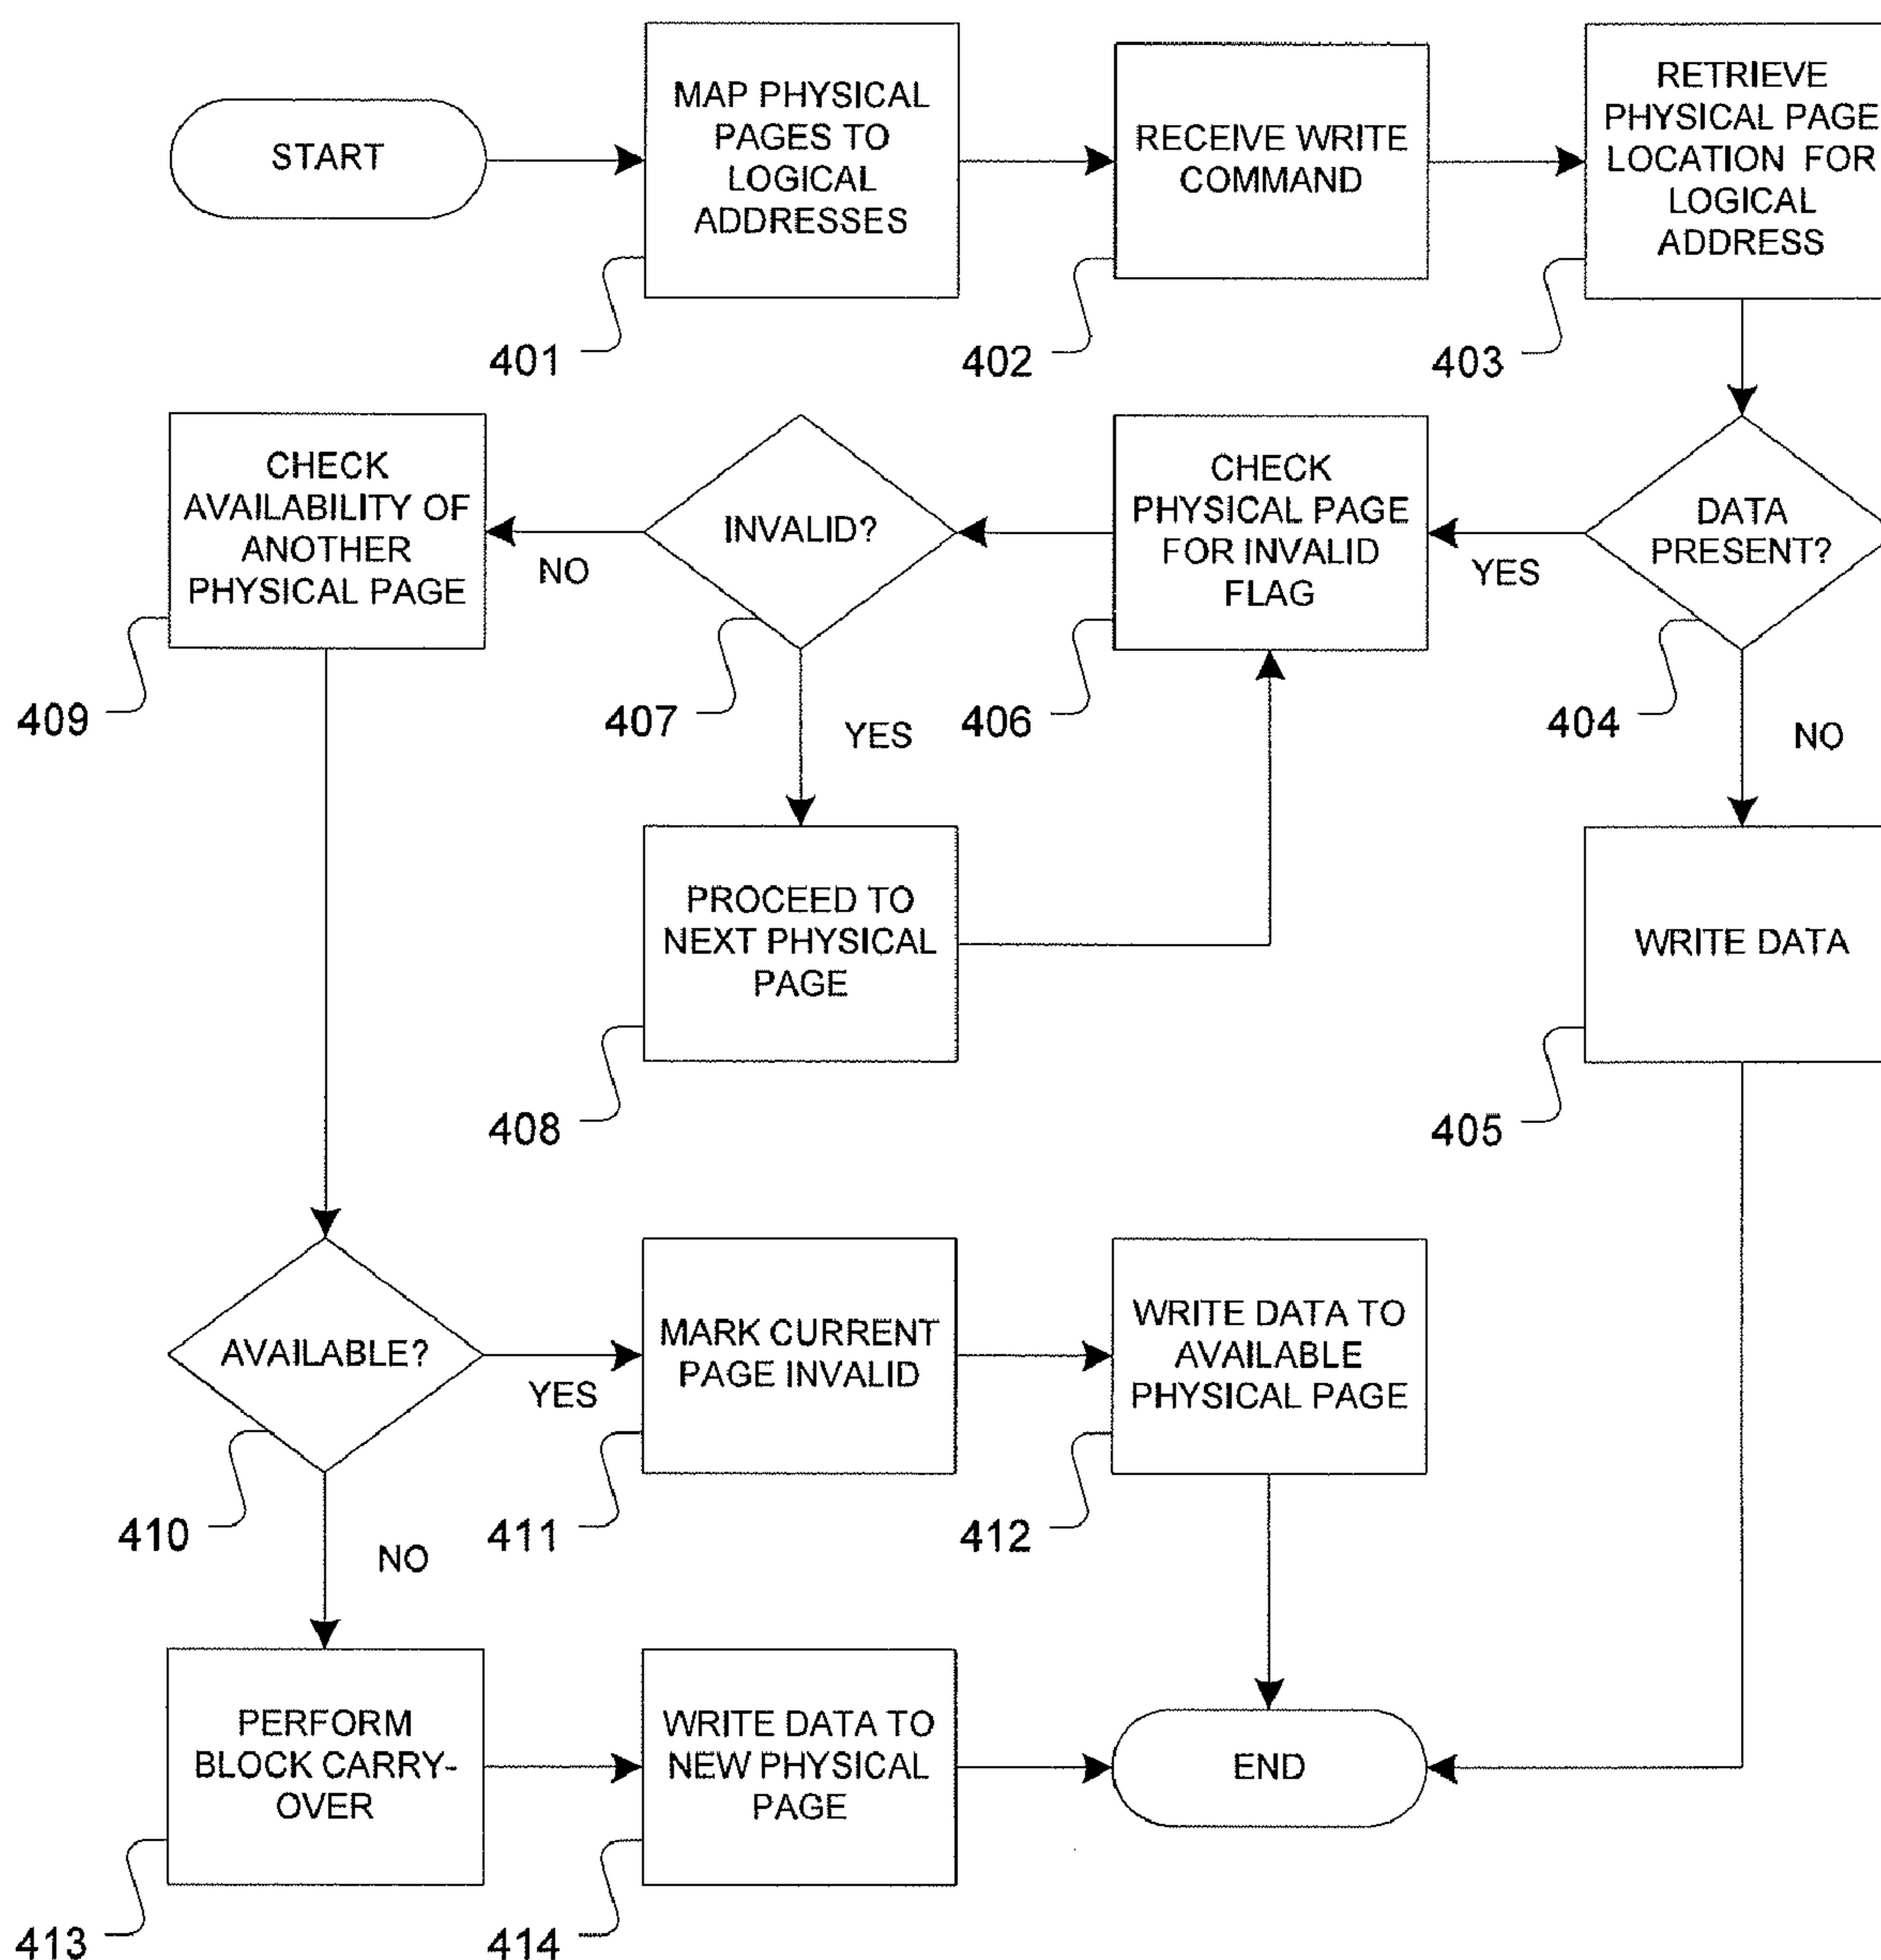 START
MAP PHYSICAL
PAGES TO
LOGICAL
ADDRESSES
401
RECEIVE WRITE
COMMAND
402
RETRIEVE
PHYSICAL PAGE
LOCATION FOR
LOGICAL
ADDRESS
403
DATA
PRESENT?
404
YES
NO
WRITE DATA
405
CHECK
PHYSICAL PAGE
FOR INVALID
FLAG
406
INVALID?
407
YES
NO
PROCEED TO
NEXT PHYSICAL
PAGE
408
CHECK
AVAILABILITY OF
ANOTHER
PHYSICAL PAGE
409
AVAILABLE?
410
YES
NO
MARK CURRENT
PAGE INVALID
411
WRITE DATA TO
AVAILABLE
PHYSICAL PAGE
412
PERFORM
BLOCK CARRY-
OVER
413
WRITE DATA TO
NEW PHYSICAL
PAGE
414
END